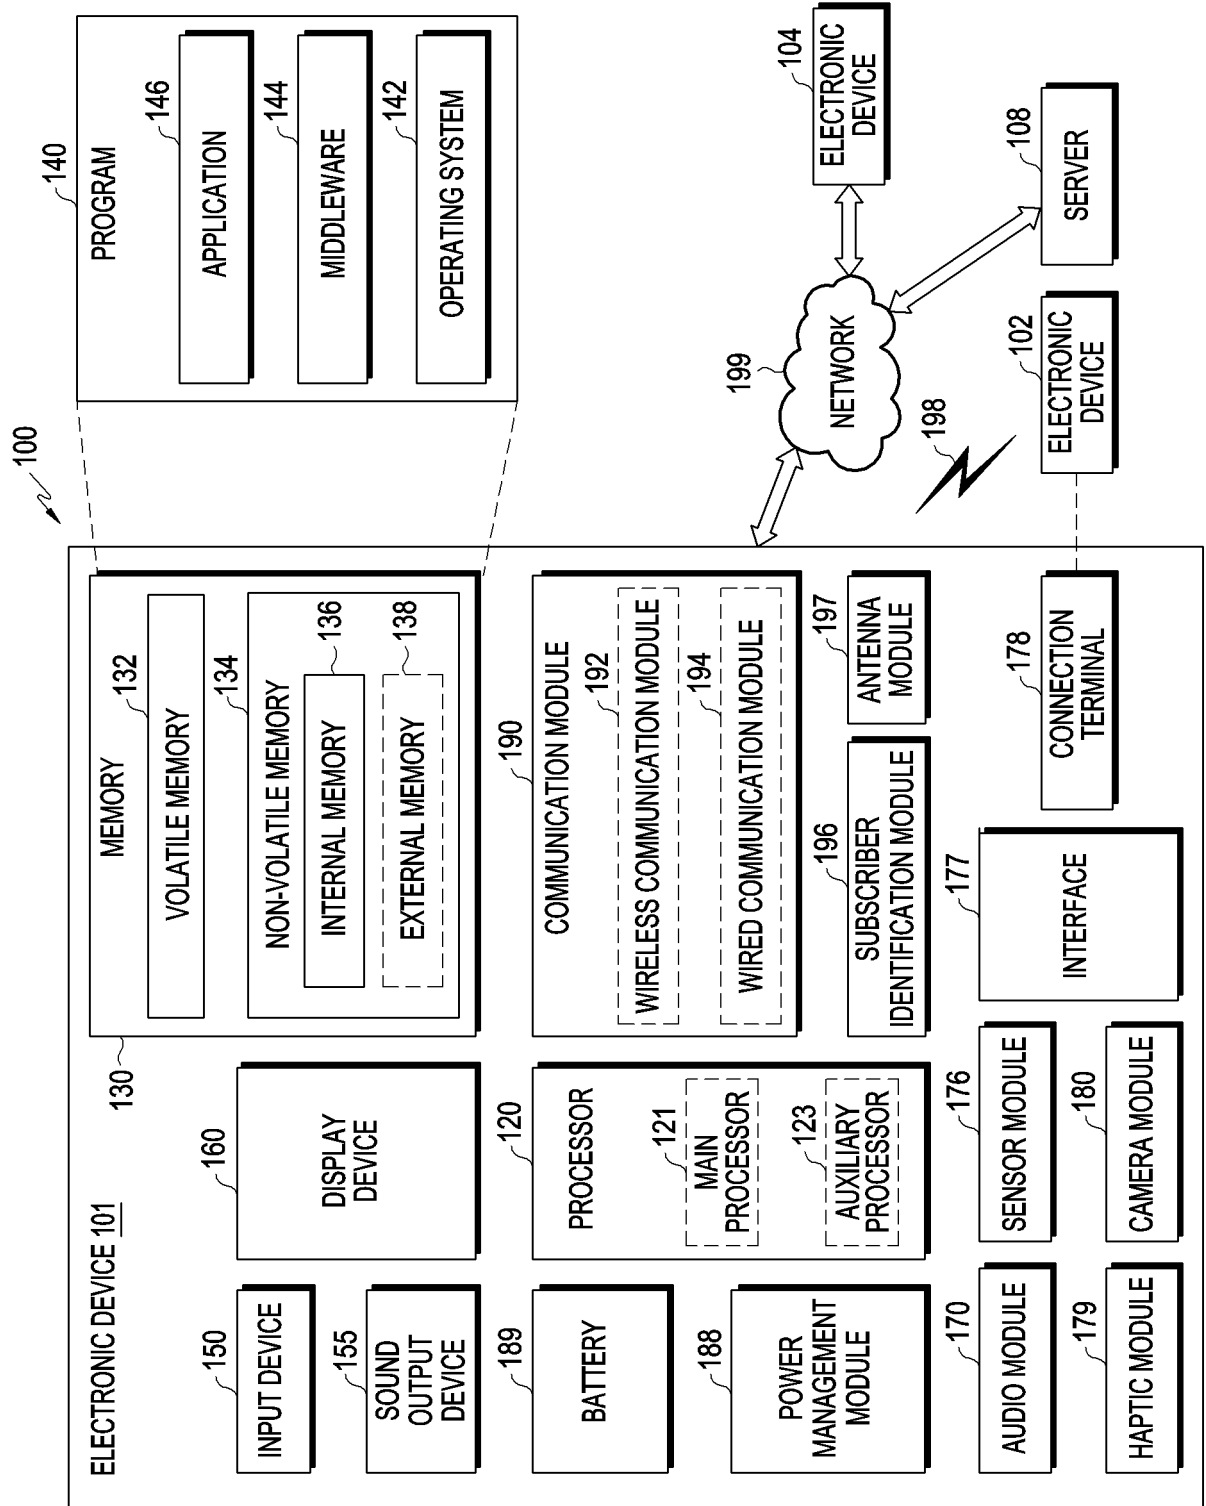 100
ELECTRONIC DEVICE 101
150
INPUT DEVICE
155
SOUND
OUTPUT
DEVICE
189
BATTERY
188
POWER
MANAGEMENT
MODULE
170
AUDIO MODULE
179
HAPTIC MODULE
160
DISPLAY
DEVICE
120
PROCESSOR
121
MAIN
PROCESSOR
123
AUXILIARY
PROCESSOR
176
SENSOR MODULE
180
CAMERA MODULE
130
MEMORY
132
VOLATILE MEMORY
134
NON-VOLATILE MEMORY
136
INTERNAL MEMORY
138
EXTERNAL MEMORY
190
COMMUNICATION MODULE
192
WIRELESS COMMUNICATION MODULE
194
WIRED COMMUNICATION MODULE
196
SUBSCRIBER
IDENTIFICATION MODULE
197
ANTENNA
MODULE
177
INTERFACE
178
CONNECTION
TERMINAL
140
PROGRAM
146
APPLICATION
144
MIDDLEWARE
142
OPERATING SYSTEM
199
NETWORK
198
104
ELECTRONIC
DEVICE
102
ELECTRONIC
DEVICE
108
SERVER